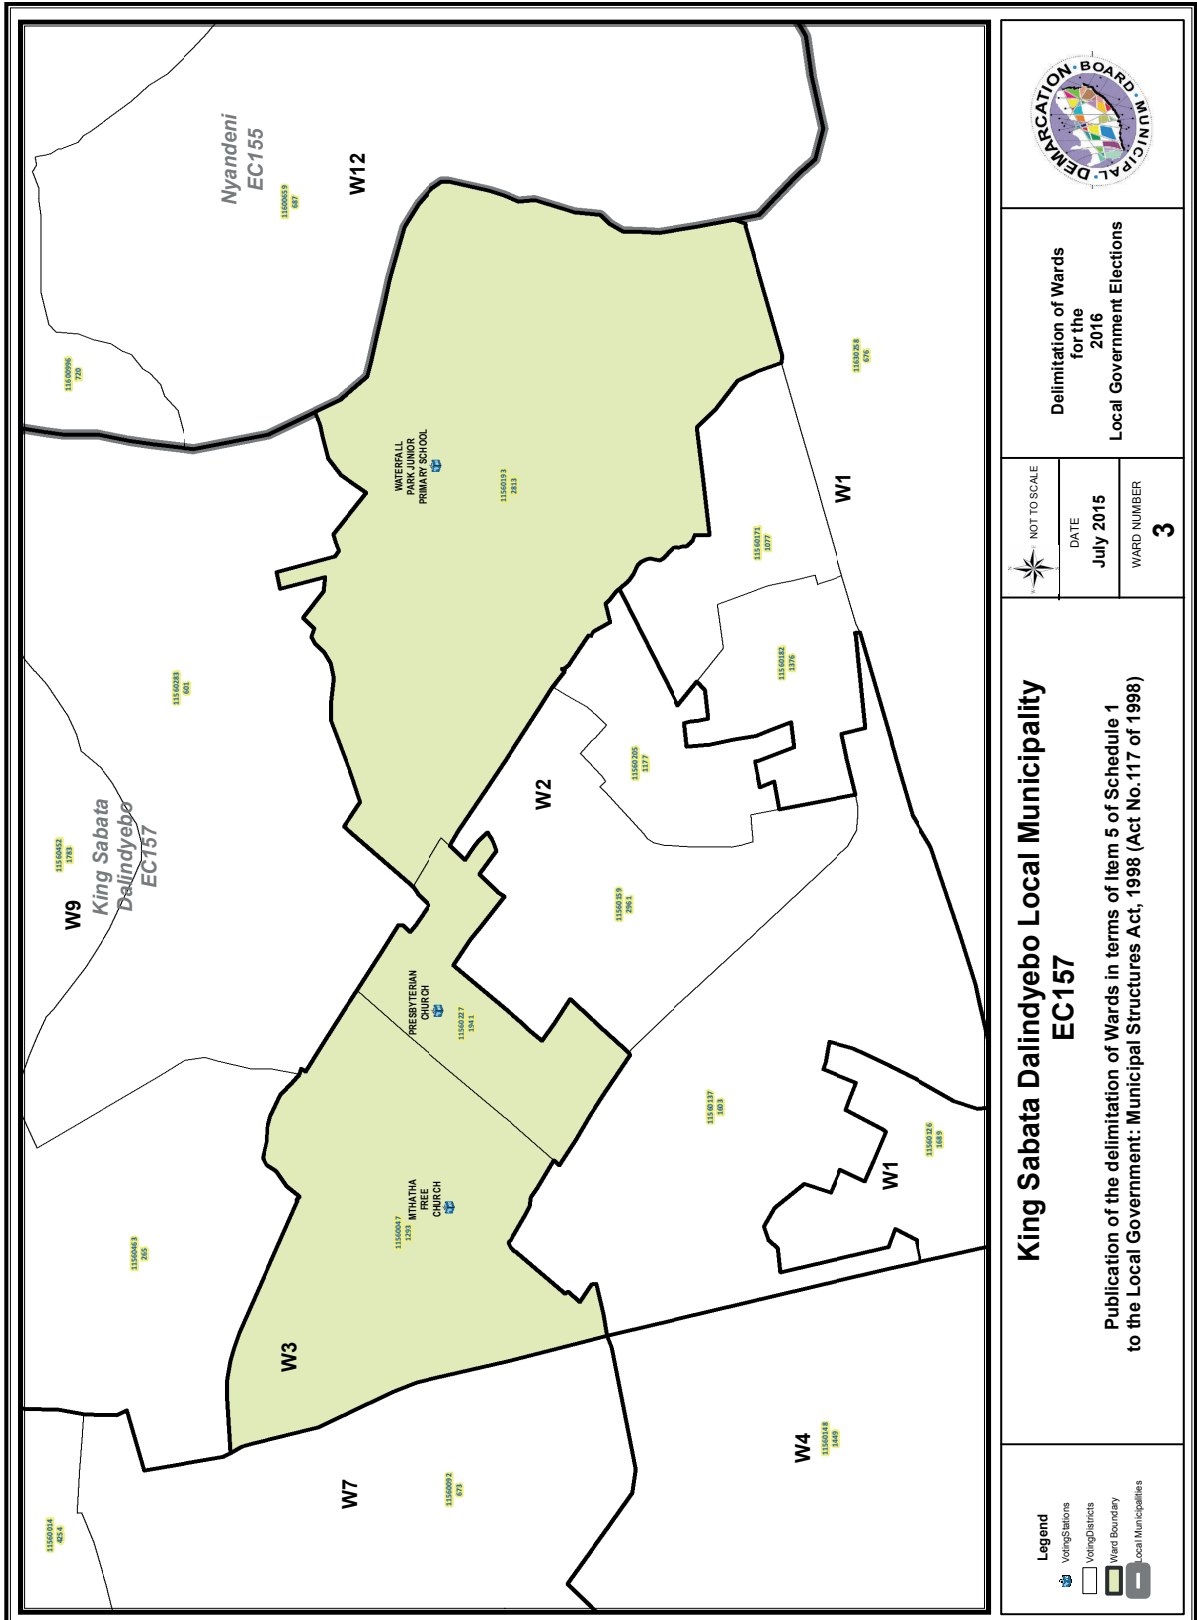 Nyandeni
EC155
W12
11600659
687
11600996
720
WATERFALL
PARK JUNIOR
PRIMARY SCHOOL
11560193
2813
11630258
676
W1
11560171
1077
11560182
1376
11560283
601
11560452
1783
King Sabata
Dalindyebo
EC157
W9
W2
11560205
1177
11560159
2961
PRESBYTERIAN
CHURCH
11560227
1941
11560137
1603
11560126
1689
W1
MTHATHA
FREE
CHURCH
11560047
1293
11560463
265
W3
W7
11560092
673
W4
11560148
1449
11560014
4254
Legend
VotingStations
VotingDistricts
Ward Boundary
Local Municipalities
King Sabata Dalindyebo Local Municipality
EC157
Publication of the delimitation of Wards in terms of Item 5 of Schedule 1
to the Local Government: Municipal Structures Act, 1998 (Act No.117 of 1998)
NOT TO SCALE
DATE
July 2015
WARD NUMBER
3
Delimitation of Wards
for the
2016
Local Government Elections
MUNICIPAL DEMARCATION BOARD